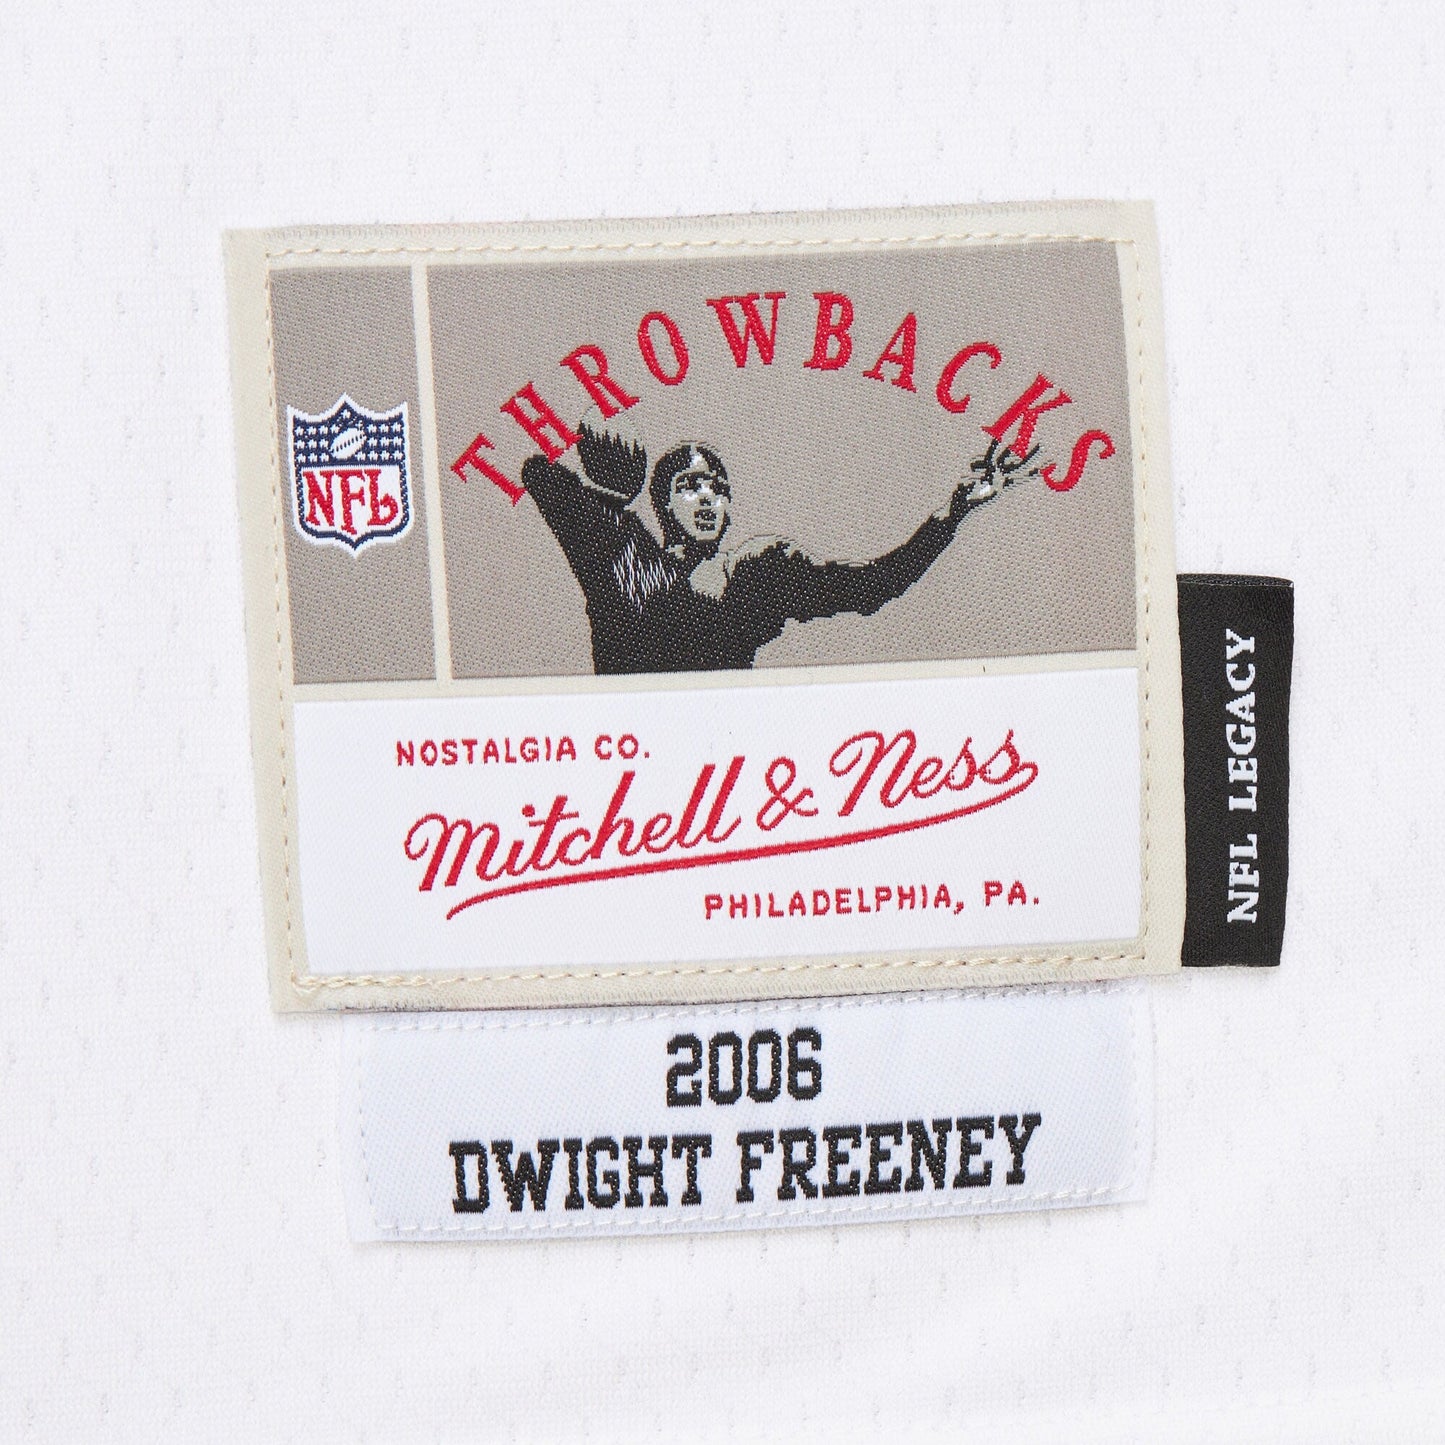 THROWBACKS
NFL
NOSTALGIA CO.
Mitchell & Ness
PHILADELPHIA, PA.
NFL LEGACY
2006
DWIGHT FREENEY